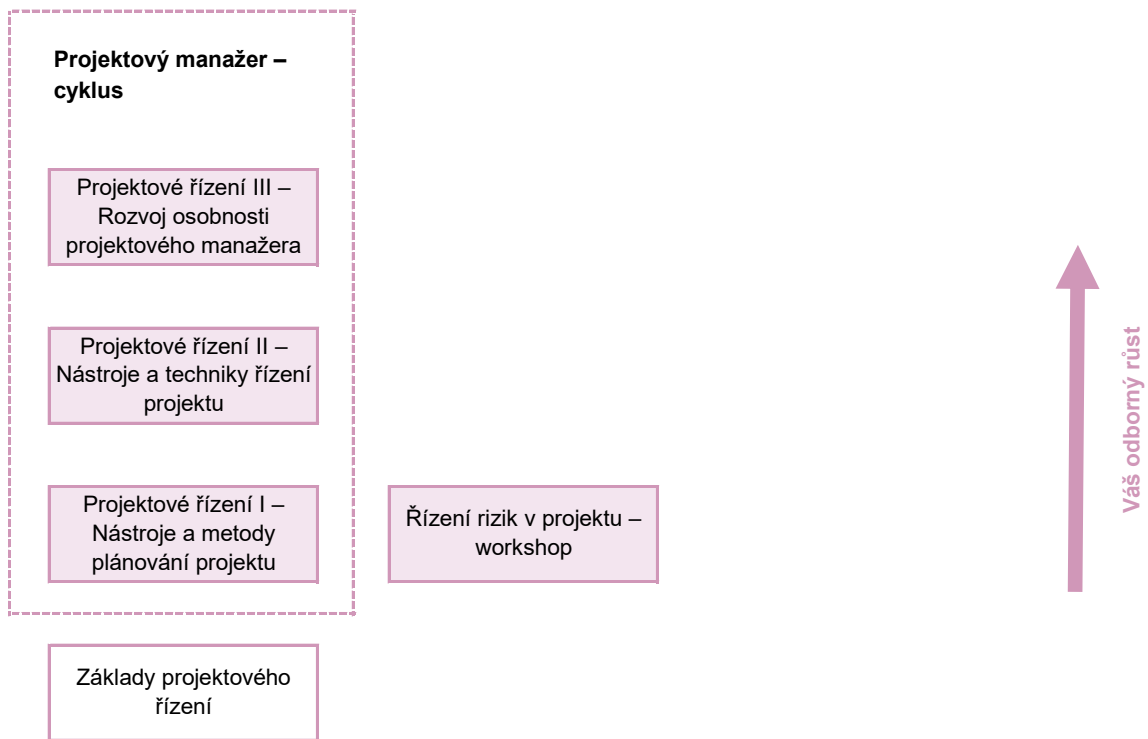 Projektový manažer –
cyklus
Projektové řízení III –
Rozvoj osobnosti
projektového manažera
Projektové řízení II –
Nástroje a techniky řízení
projektu
Projektové řízení I –
Nástroje a metody
plánování projektu
Řízení rizik v projektu –
workshop
Základy projektového
řízení
Váš odborný růst